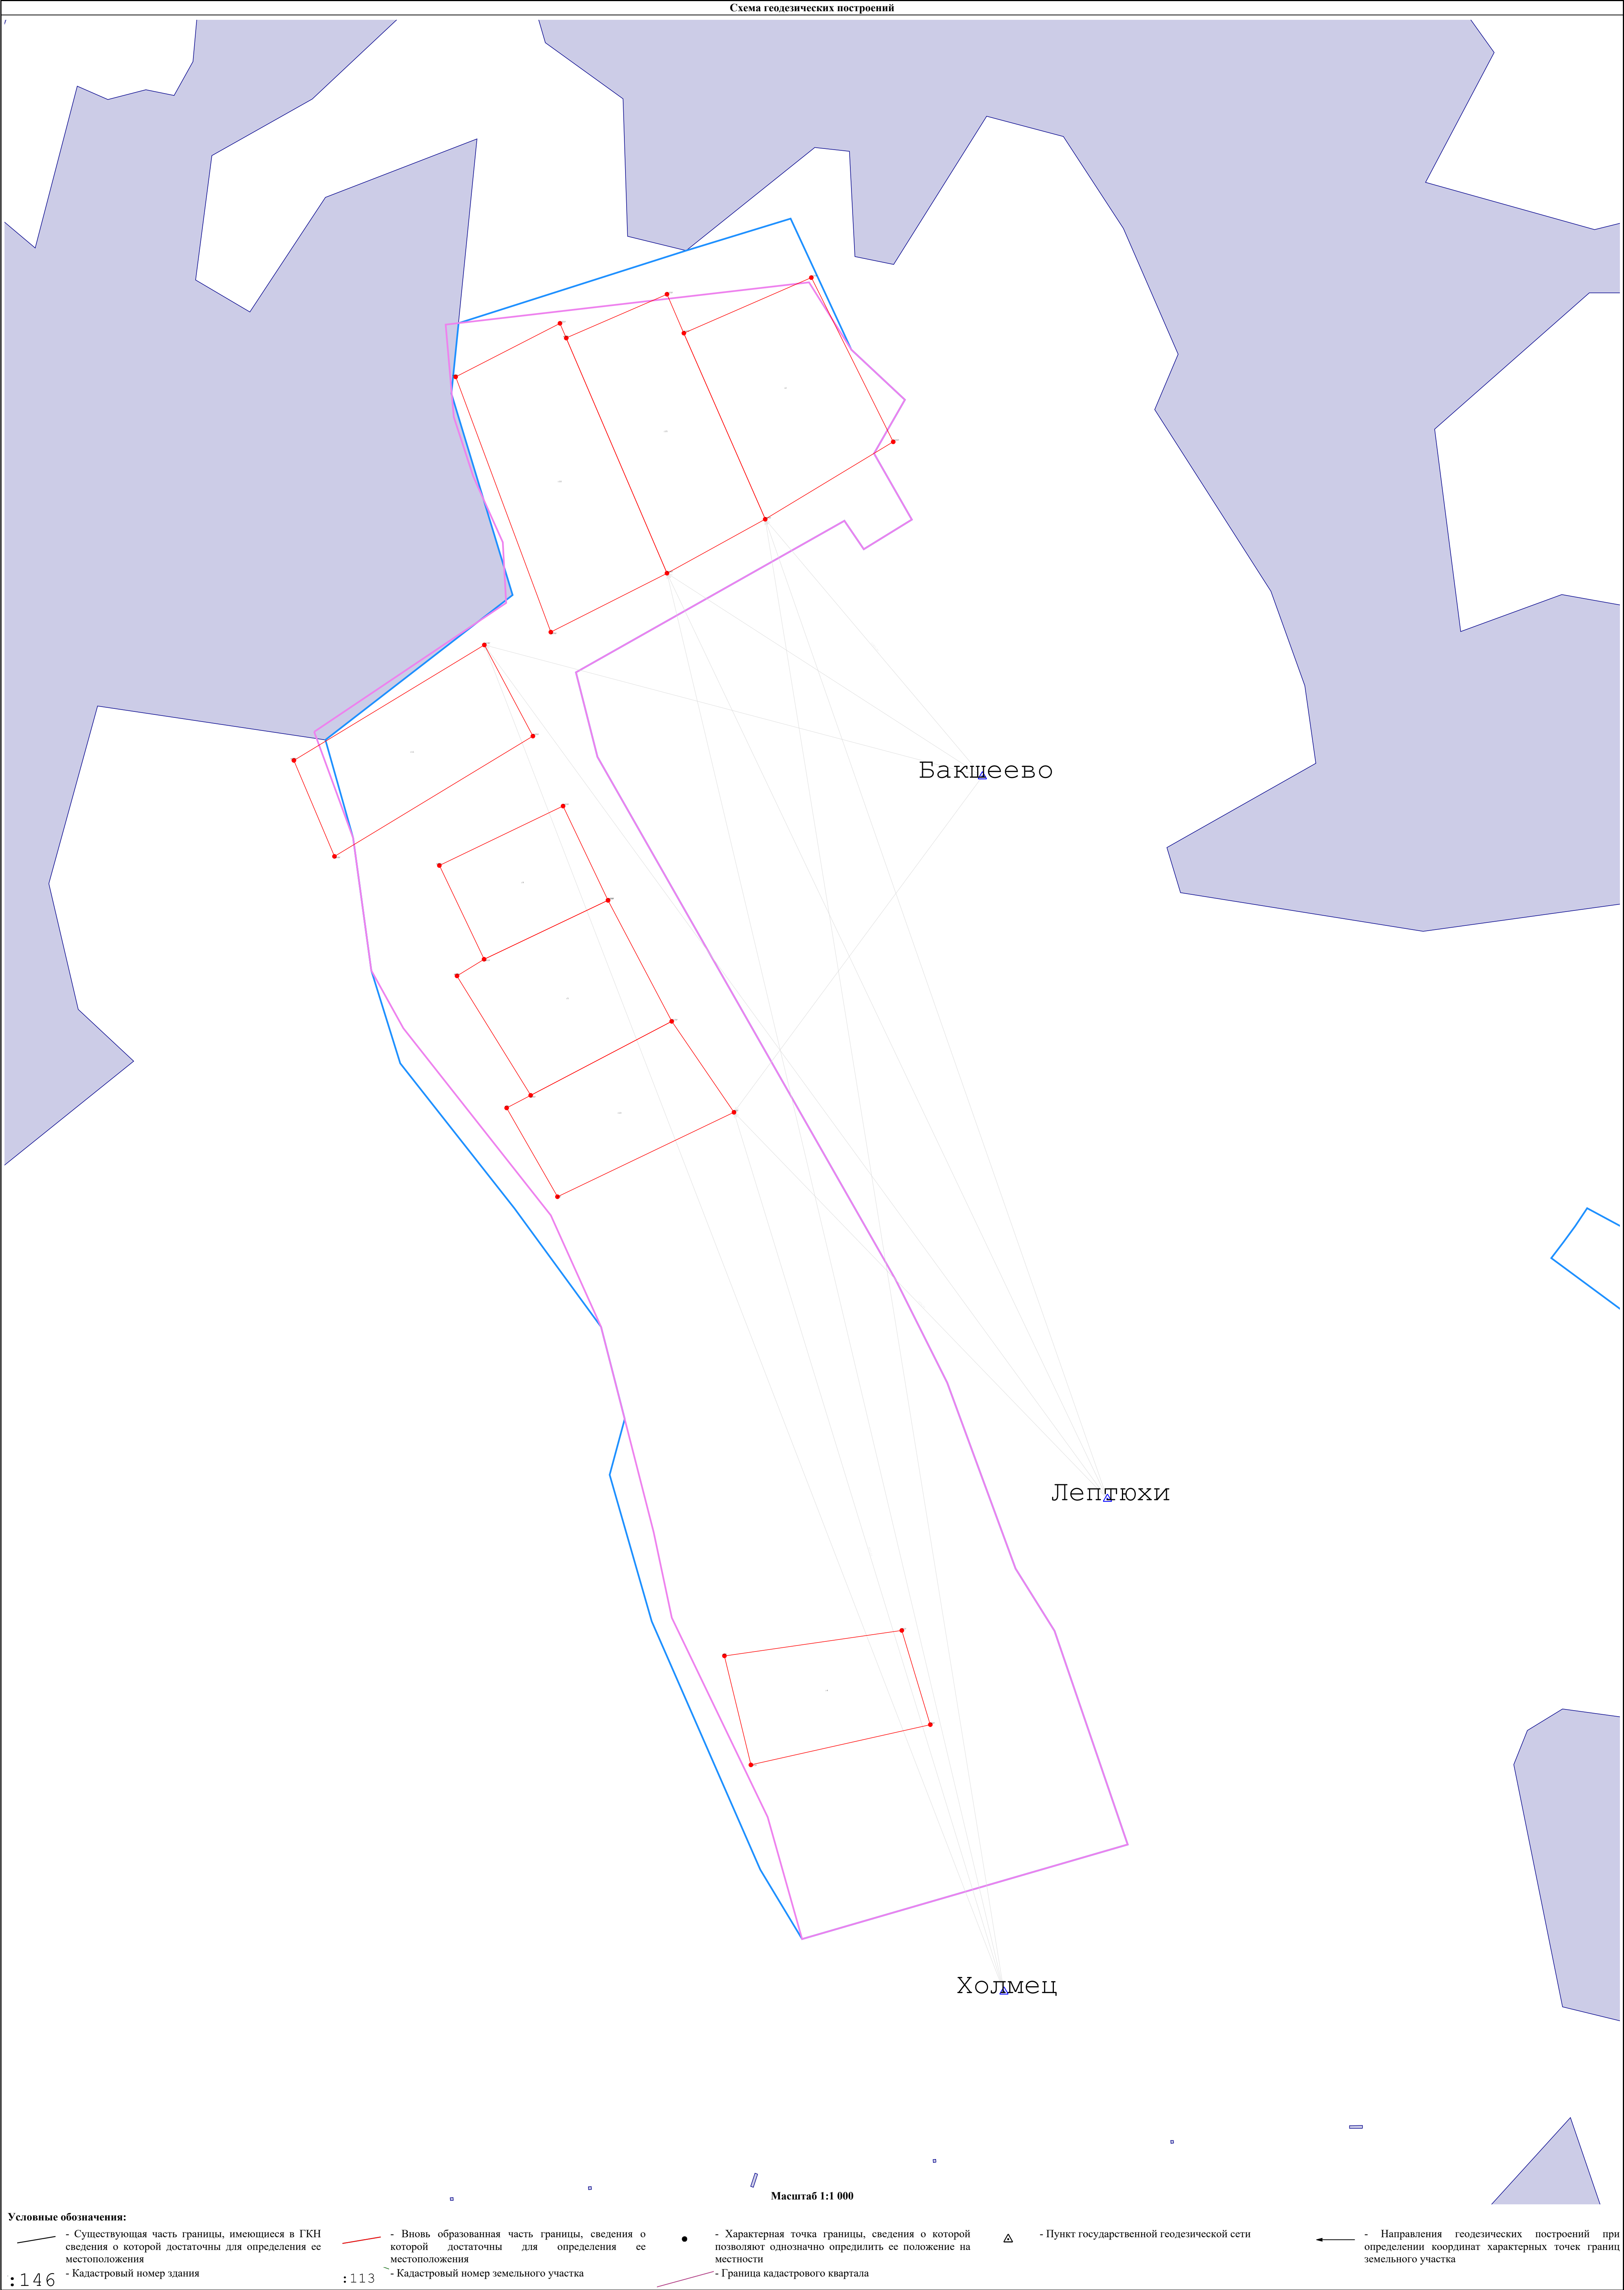 Схема геодезических построений
Бакшеево
Лептюхи
Холмец
Масштаб 1:1 000
Условные обозначения:
- Существующая часть границы, имеющиеся в ГКН
сведения о которой достаточны для определения ее
местоположения
- Вновь образованная часть границы, сведения о
которой достаточны для определения ее
местоположения
- Характерная точка границы, сведения о которой
позволяют однозначно опредилить ее положение на
местности
- Пункт государственной геодезической сети
- Направления геодезических построений при
определении координат характерных точек границ
земельного участка
:146 - Кадастровый номер здания
:113 - Кадастровый номер земельного участка
- Граница кадастрового квартала